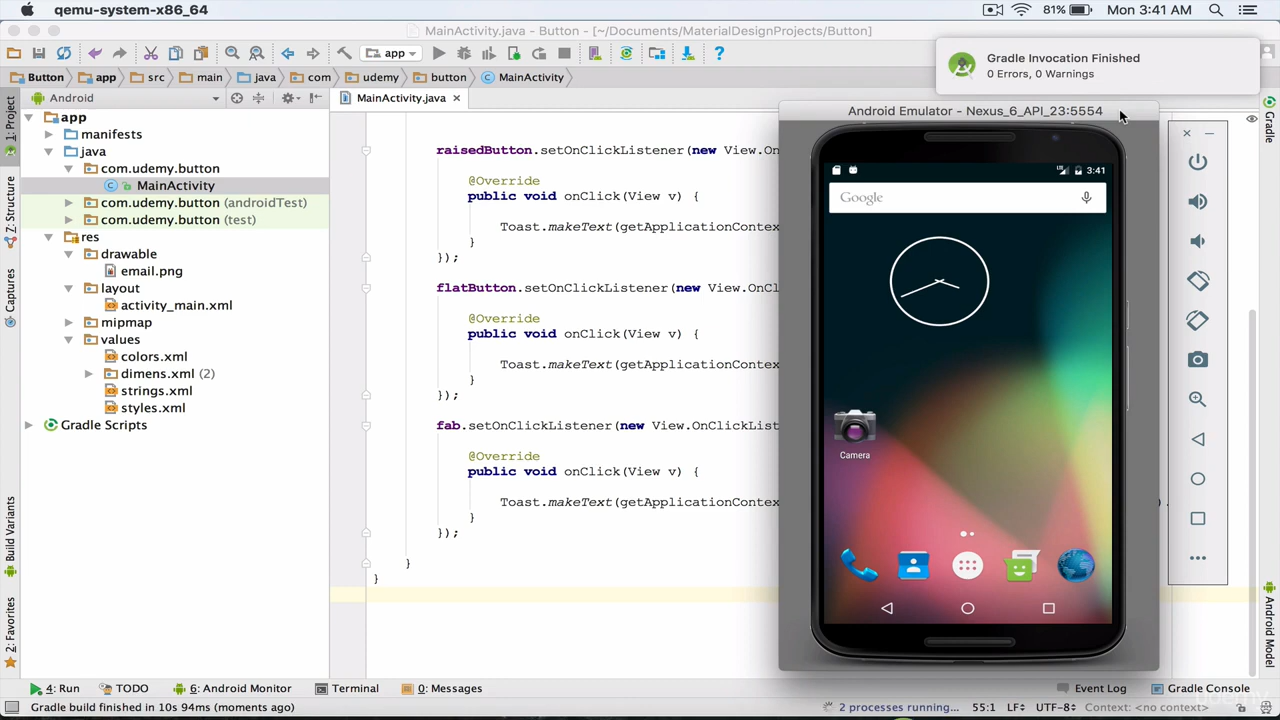 qemu-system-x86_64
81%
Mon 3:41 AM
MainActivity.java - Button - [~/Documents/MaterialDesignProjects/Button]
app
Gradle Invocation Finished
0 Errors, 0 Warnings
Button
app
src
main
java
com
udemy
button
MainActivity
Android
MainActivity.java
1: Project
Z: Structure
Captures
Build Variants
2: Favorites
app
manifests
java
com.udemy.button
MainActivity
com.udemy.button (androidTest)
com.udemy.button (test)
res
drawable
email.png
layout
activity_main.xml
mipmap
values
colors.xml
dimens.xml (2)
strings.xml
styles.xml
Gradle Scripts
raisedButton.setOnClickListener(new View.On
@Override
public void onClick(View v) {
Toast.makeText(getApplicationContex
}
});
flatButton.setOnClickListener(new View.OnCl
@Override
public void onClick(View v) {
Toast.makeText(getApplicationContex
}
});
fab.setOnClickListener(new View.OnClickList
@Override
public void onClick(View v) {
Toast.makeText(getApplicationContex
}
});
}
}
Android Emulator - Nexus_6_API_23:5554
3:41
Google
Camera
Gradle
Android Model
4: Run
TODO
6: Android Monitor
Terminal
0: Messages
Event Log
Gradle Console
Gradle build finished in 10s 94ms (moments ago)
2 processes running...
55:1
LF
UTF-8
Context: <no context>